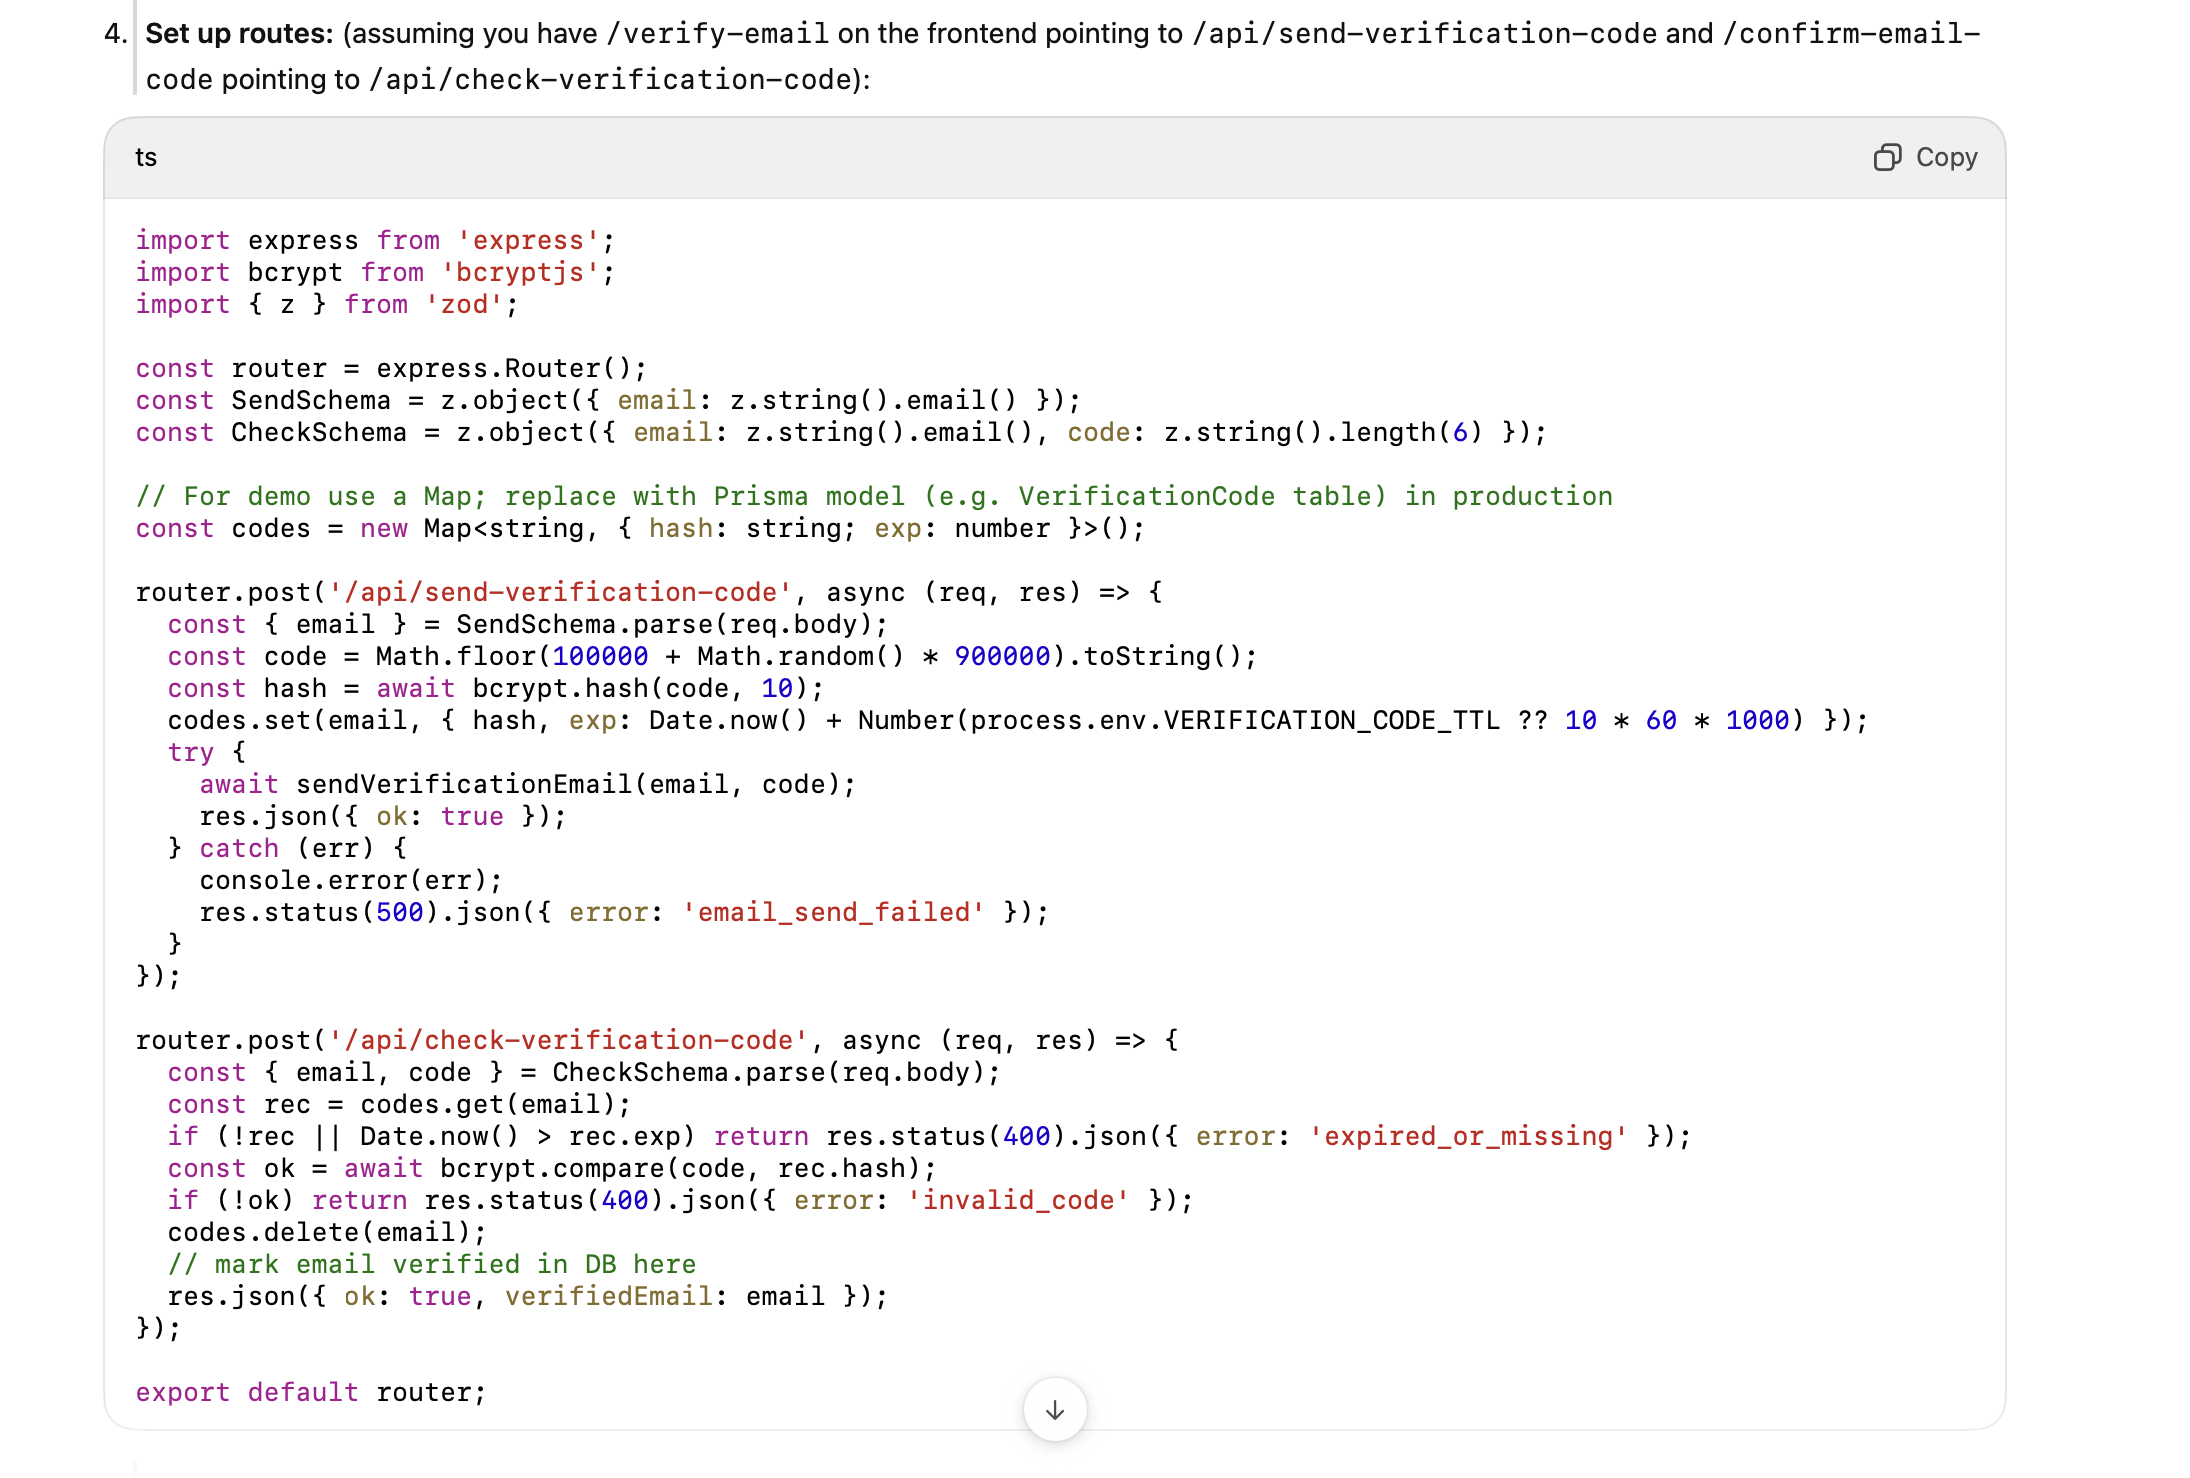 4. Set up routes: (assuming you have /verify-email on the frontend pointing to /api/send-verification-code and /confirm-email-
code pointing to /api/check-verification-code):
ts
Copy
import express from 'express';
import bcrypt from 'bcryptjs';
import { z } from 'zod';

const router = express.Router();
const SendSchema = z.object({ email: z.string().email() });
const CheckSchema = z.object({ email: z.string().email(), code: z.string().length(6) });

// For demo use a Map; replace with Prisma model (e.g. VerificationCode table) in production
const codes = new Map<string, { hash: string; exp: number }>();

router.post('/api/send-verification-code', async (req, res) => {
  const { email } = SendSchema.parse(req.body);
  const code = Math.floor(100000 + Math.random() * 900000).toString();
  const hash = await bcrypt.hash(code, 10);
  codes.set(email, { hash, exp: Date.now() + Number(process.env.VERIFICATION_CODE_TTL ?? 10 * 60 * 1000) });
  try {
    await sendVerificationEmail(email, code);
    res.json({ ok: true });
  } catch (err) {
    console.error(err);
    res.status(500).json({ error: 'email_send_failed' });
  }
});

router.post('/api/check-verification-code', async (req, res) => {
  const { email, code } = CheckSchema.parse(req.body);
  const rec = codes.get(email);
  if (!rec || Date.now() > rec.exp) return res.status(400).json({ error: 'expired_or_missing' });
  const ok = await bcrypt.compare(code, rec.hash);
  if (!ok) return res.status(400).json({ error: 'invalid_code' });
  codes.delete(email);
  // mark email verified in DB here
  res.json({ ok: true, verifiedEmail: email });
});

export default router;